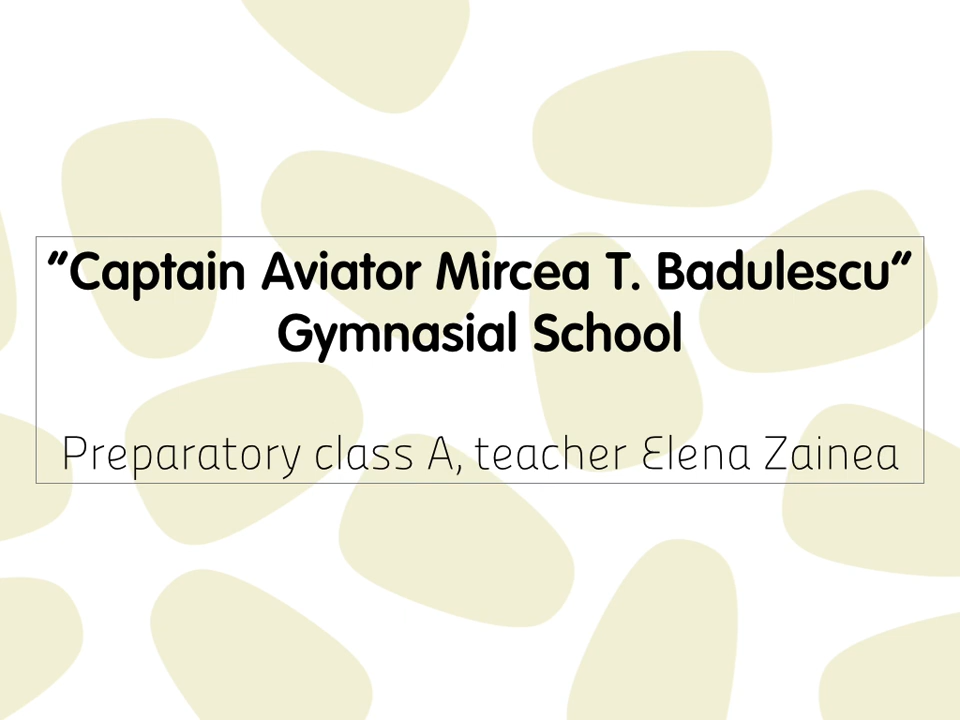 "Captain Aviator Mircea T. Badulescu"
Gymnasial School
Preparatory class A, teacher Elena Zainea